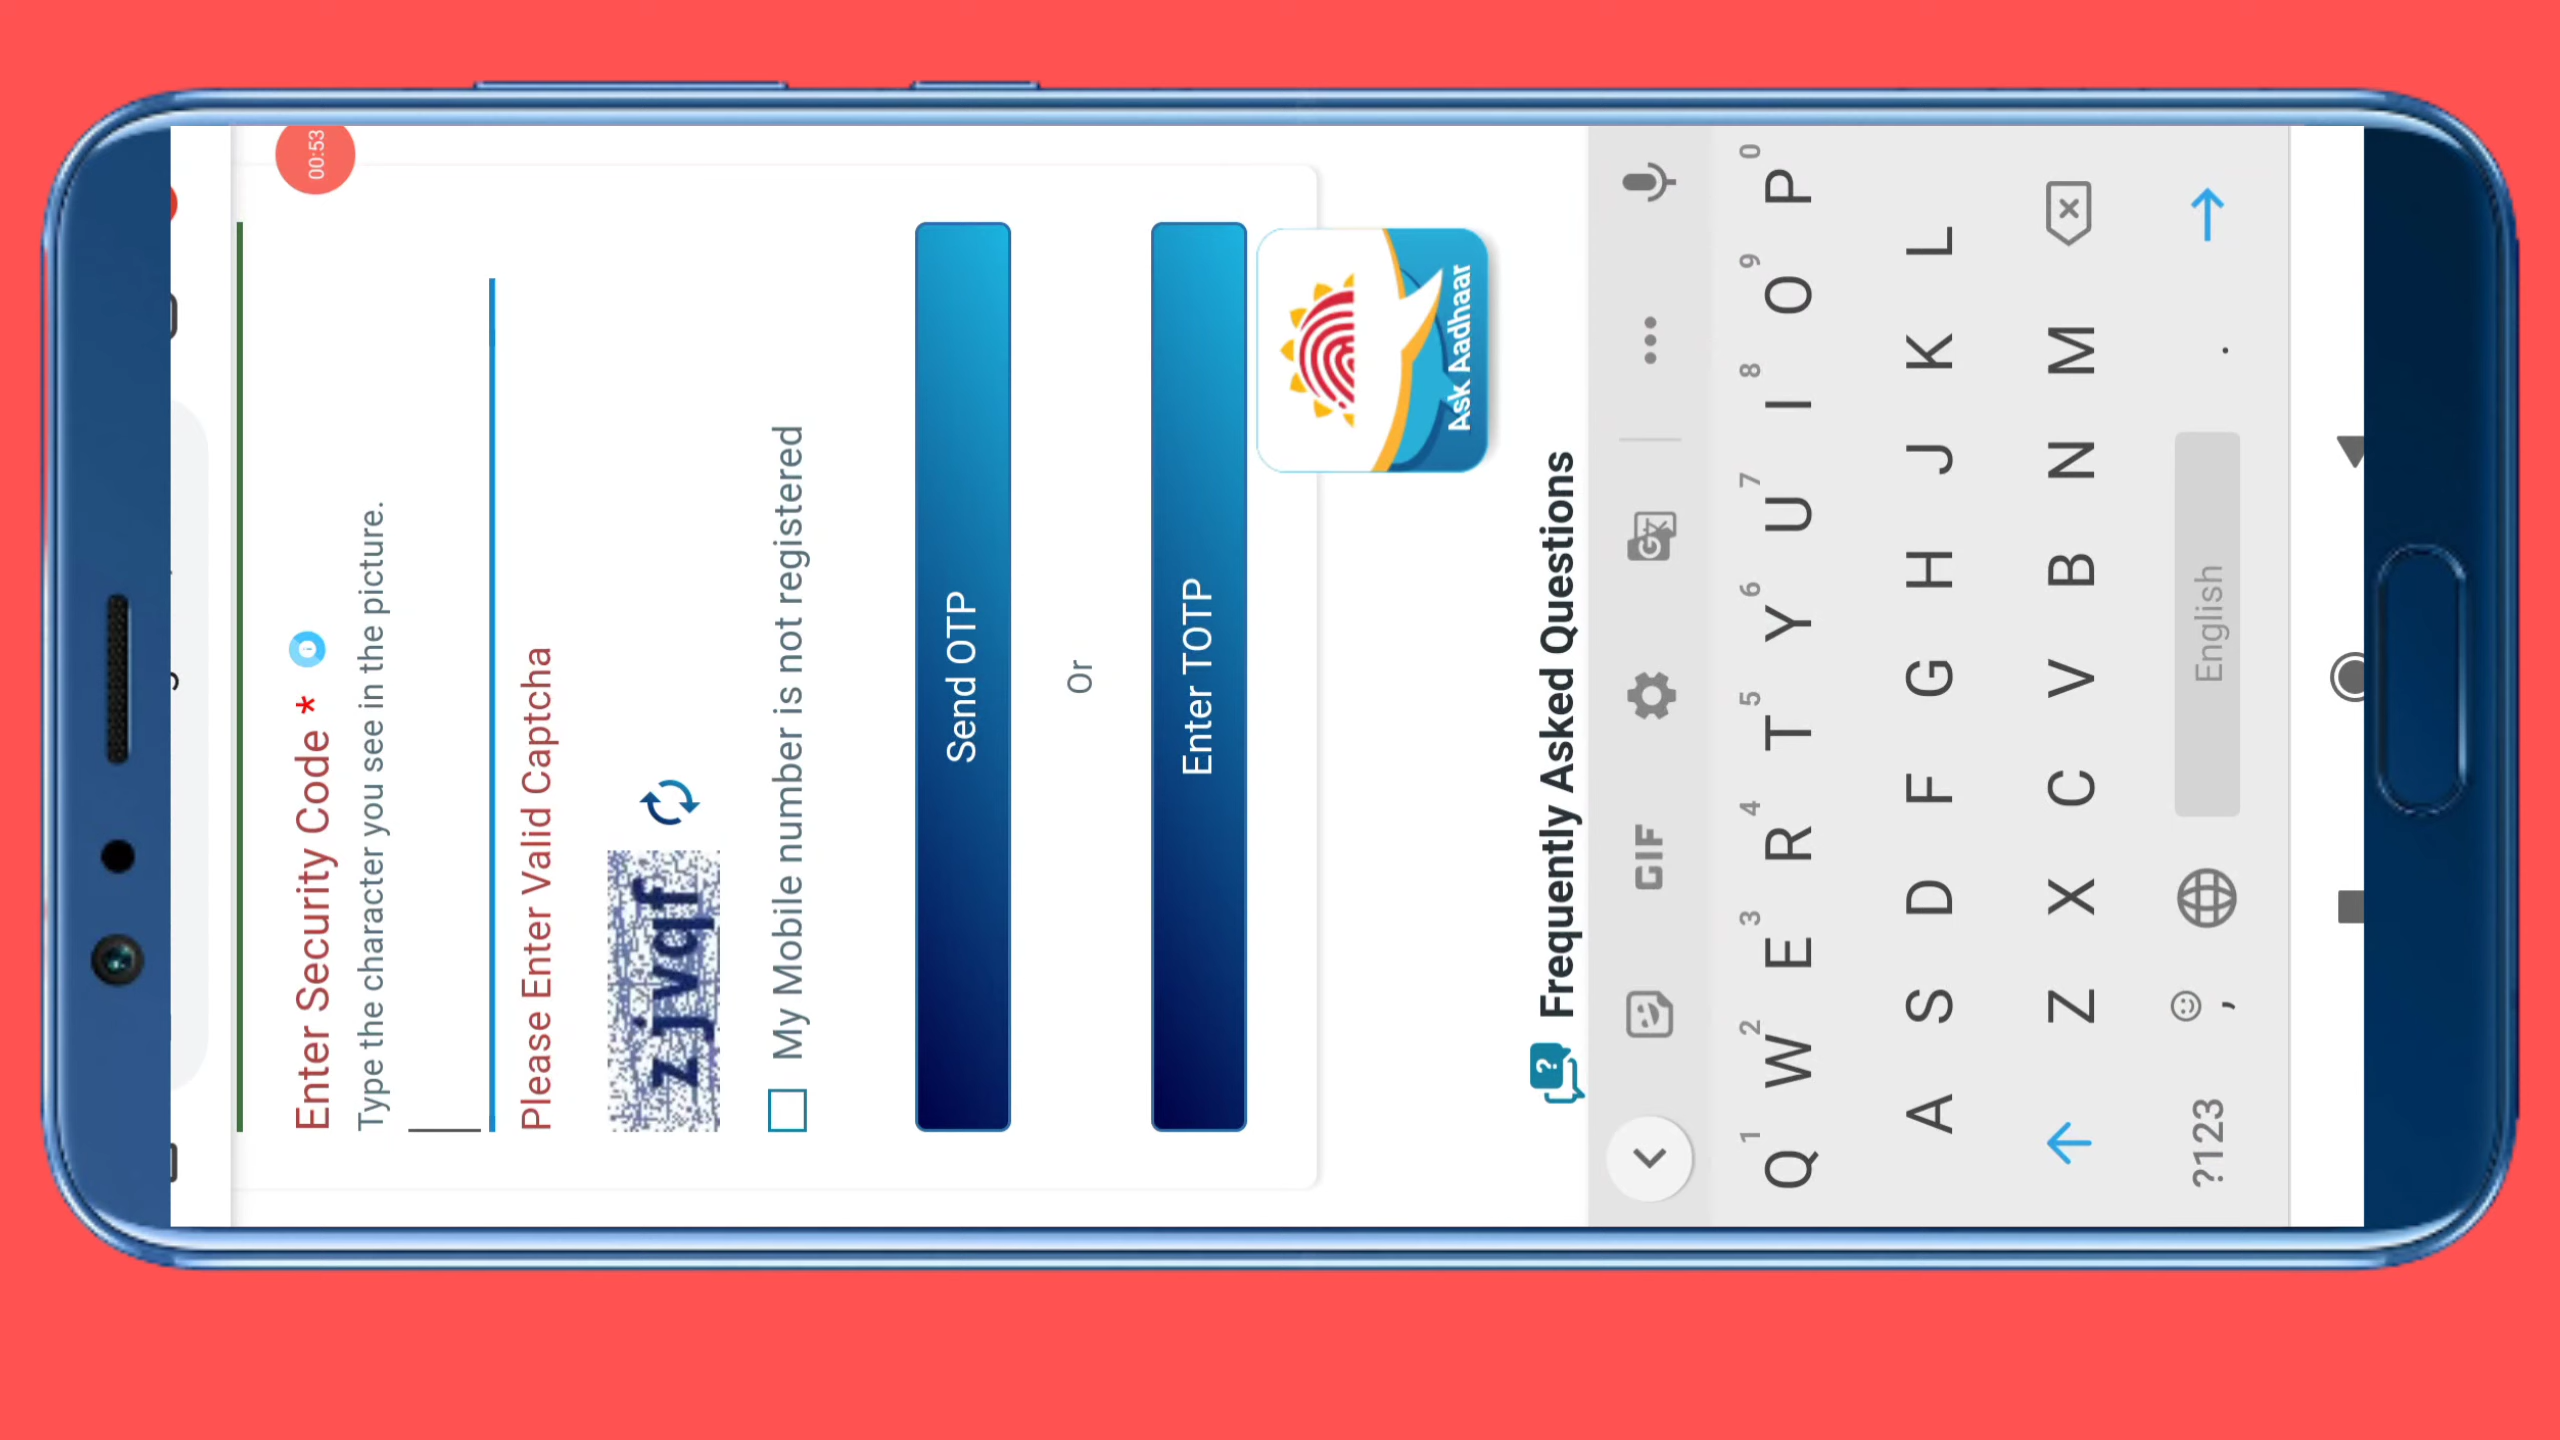 00:53
Enter Security Code *
Type the character you see in the picture.
Please Enter Valid Captcha
zjvqf
My Mobile number is not registered
Send OTP
Or
Enter TOTP
Ask Aadhaar
Frequently Asked Questions
GIF
1 2 3 4 5 6 7 8 9 0
Q W E R T Y U I O P
A S D F G H J K L
Z X C V B N M
?123 , English .